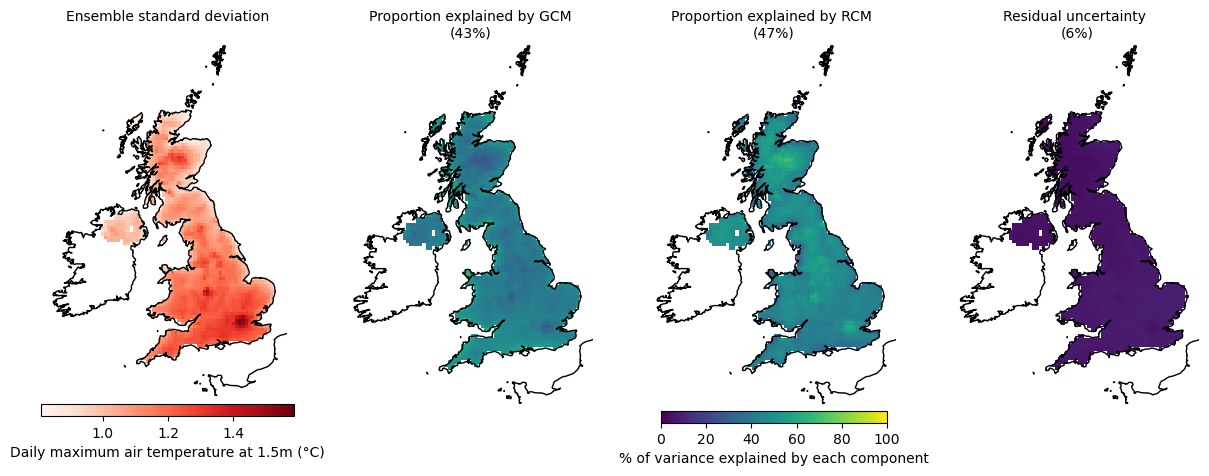 Ensemble standard deviation
Proportion explained by GCM
(43%)
Proportion explained by RCM
(47%)
Residual uncertainty
(6%)
1.0 1.2 1.4
Daily maximum air temperature at 1.5m (°C)
0 20 40 60 80 100
% of variance explained by each component